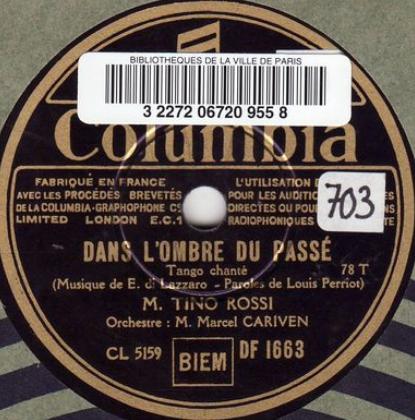 BIBLIOTHEQUES DE LA VILLE DE PARIS
3 2272 06720 955 8
Columbia
703
FABRIQUÉ EN FRANCE
AVEC LES PROCÉDÉS BREVETÉS
DE LA COLUMBIA-GRAPHOPHONE
LIMITED LONDON E.C.1
L'UTILISATION
POUR LES AUDITIO
DIRECTES OU POUR
RADIOPHONIQUES
DANS L'OMBRE DU PASSÉ
Tango chanté 78 T
(Musique de E. di Lazzaro - Paroles de Louis Perriot)
M. TINO ROSSI
Orchestre : M. Marcel CARIVEN
CL 5159 BIEM DF 1663